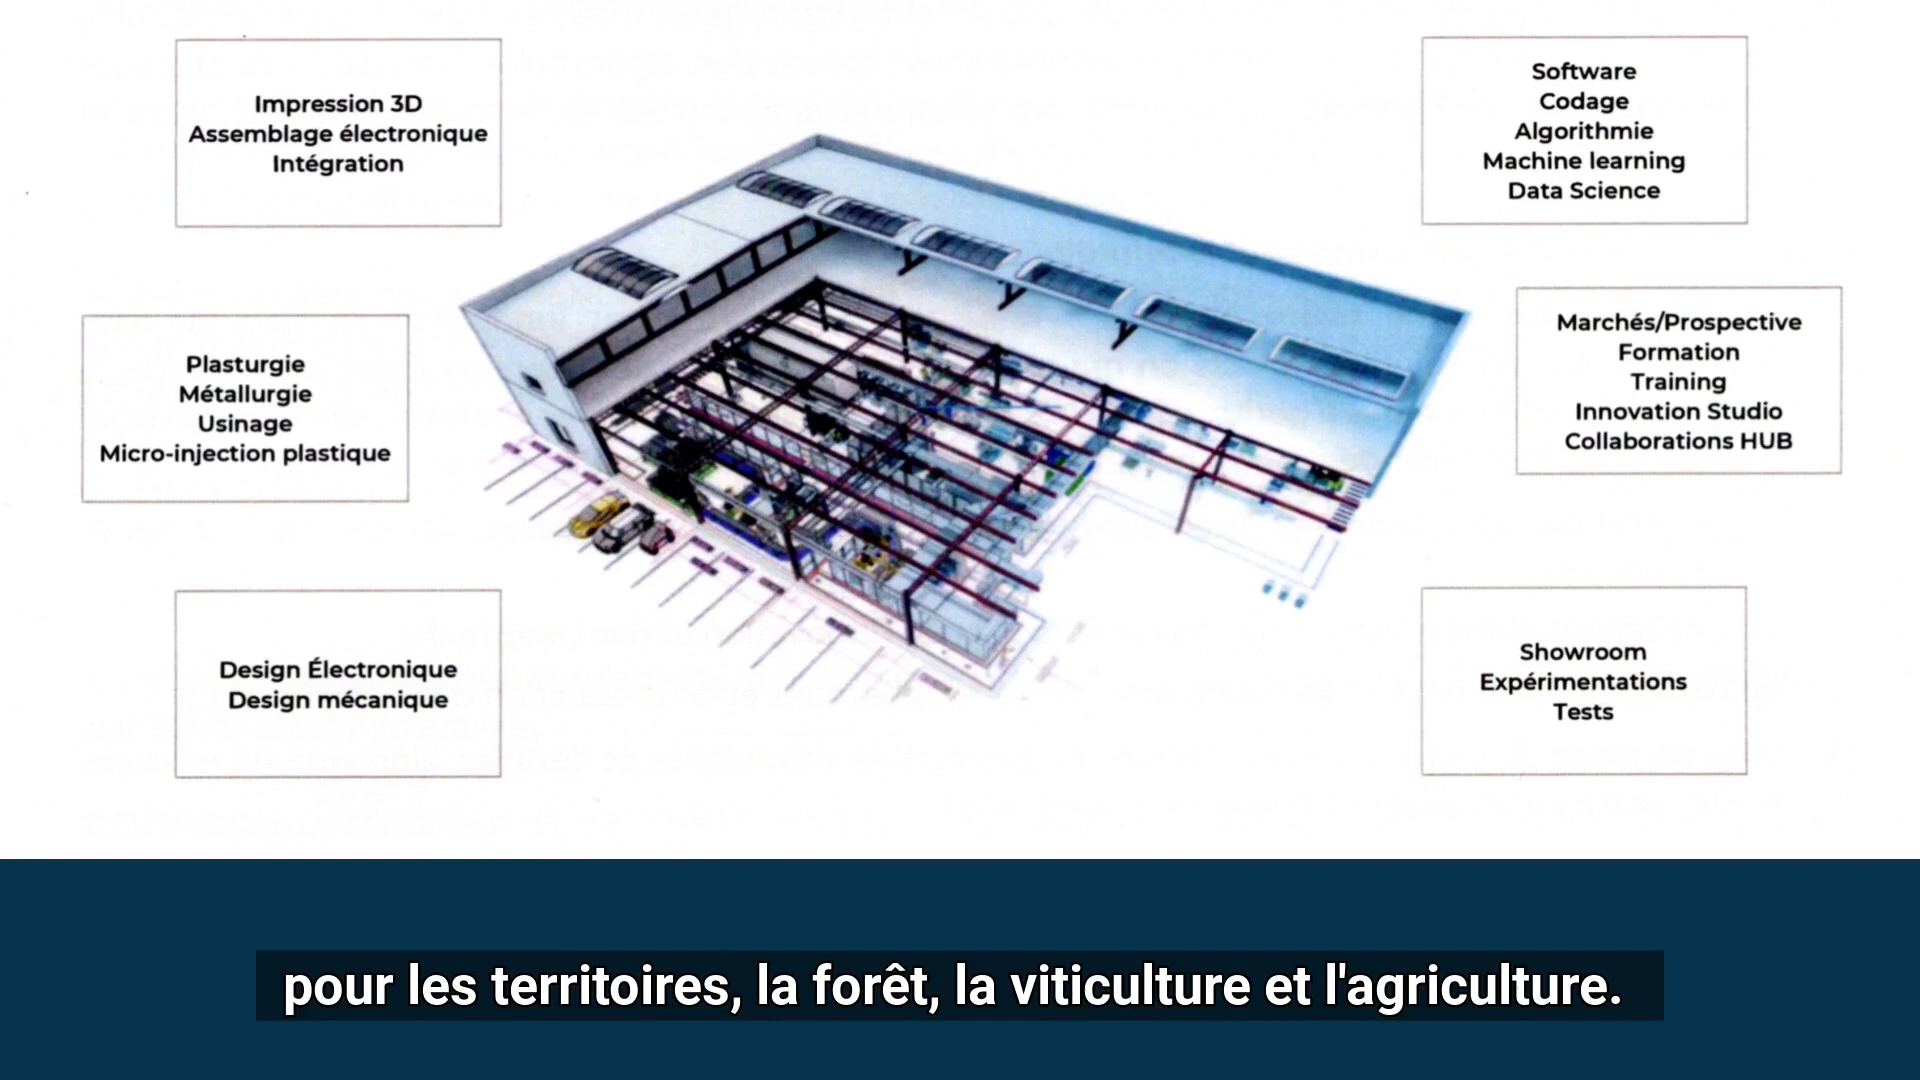 Impression 3D
Assemblage électronique
Intégration
Plasturgie
Métallurgie
Usinage
Micro-injection plastique
Design Électronique
Design mécanique
Software
Codage
Algorithmie
Machine learning
Data Science
Marchés/Prospective
Formation
Training
Innovation Studio
Collaborations HUB
Showroom
Expérimentations
Tests
pour les territoires, la forêt, la viticulture et l'agriculture.